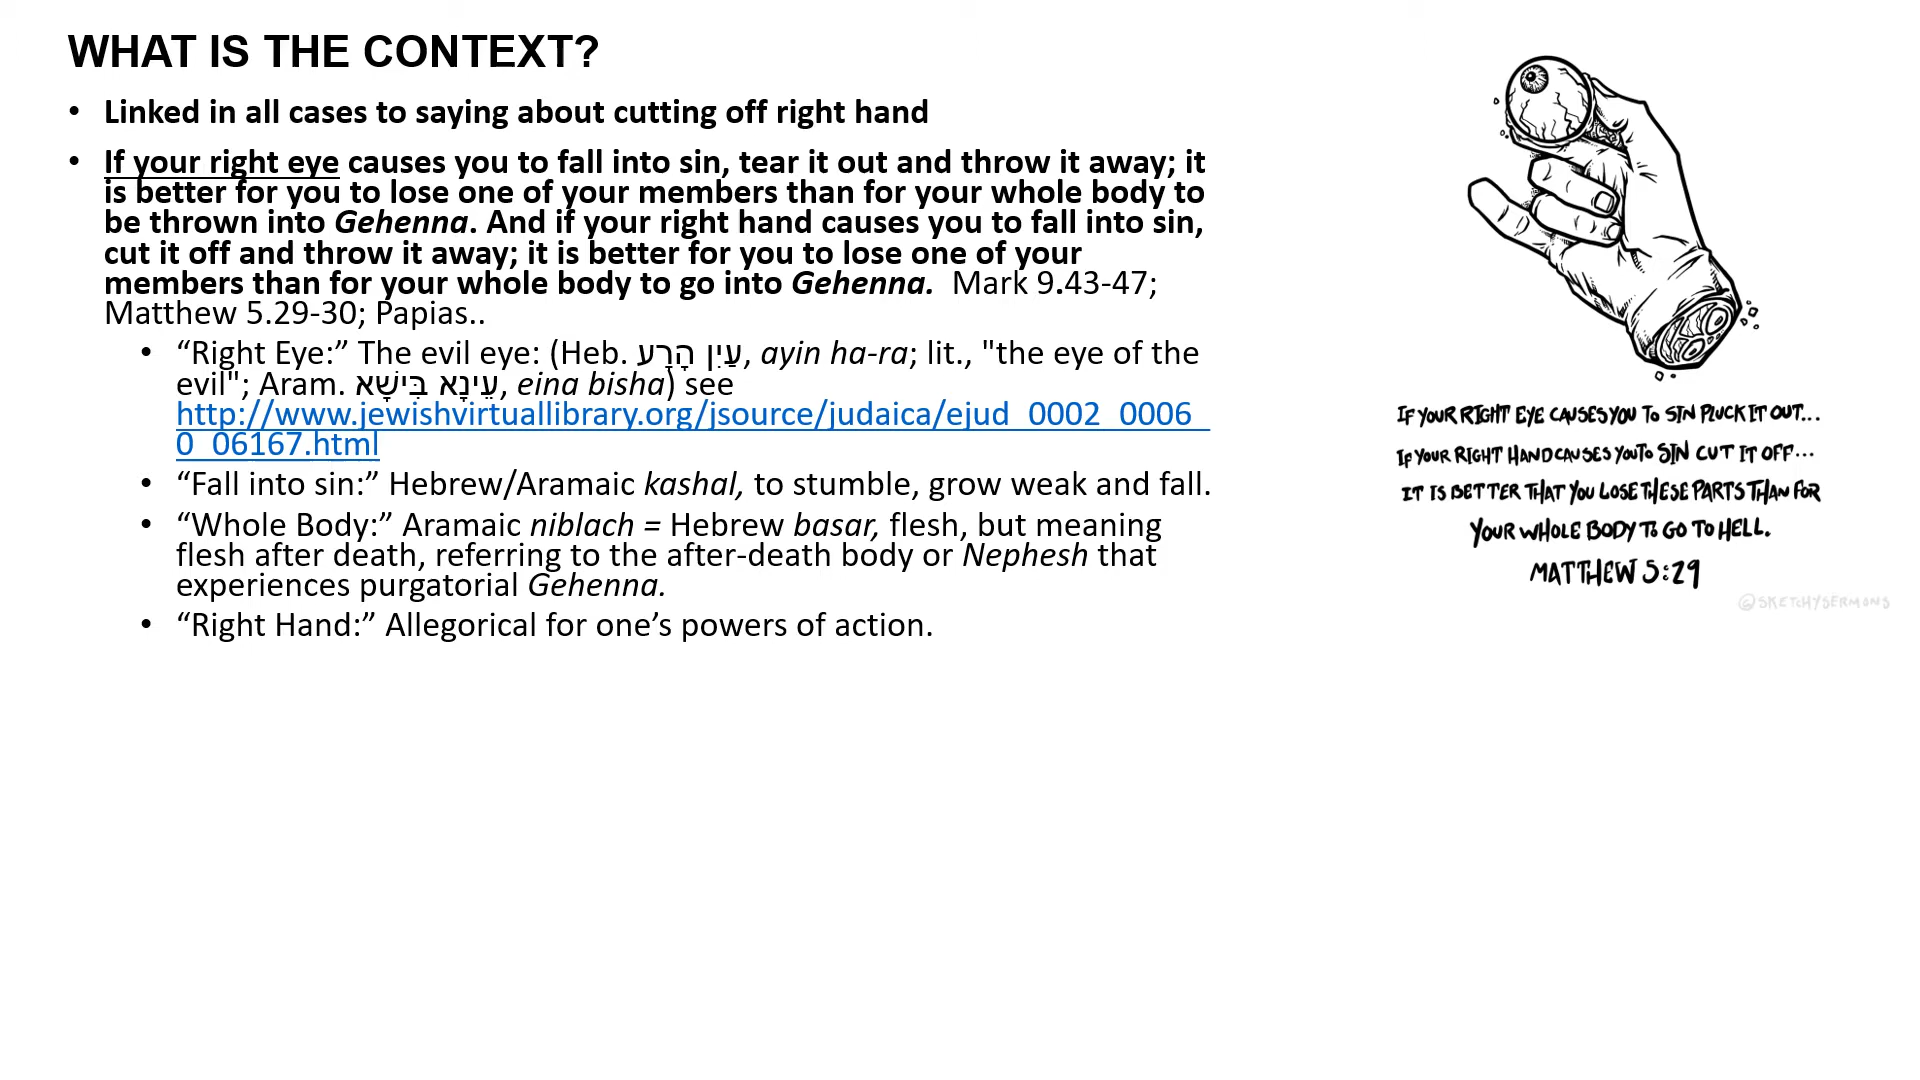 WHAT IS THE CONTEXT?
• Linked in all cases to saying about cutting off right hand
• If your right eye causes you to fall into sin, tear it out and throw it away; it
is better for you to lose one of your members than for your whole body to
be thrown into Gehenna. And if your right hand causes you to fall into sin,
cut it off and throw it away; it is better for you to lose one of your
members than for your whole body to go into Gehenna. Mark 9.43-47;
Matthew 5.29-30; Papias..
• “Right Eye:” The evil eye: (Heb. עַיִן הָרָע, ayin ha-ra; lit., "the eye of the
evil"; Aram. עֵינָא בִּישָׁא, eina bisha) see
http://www.jewishvirtuallibrary.org/jsource/judaica/ejud_0002_0006_
0_06167.html
• “Fall into sin:” Hebrew/Aramaic kashal, to stumble, grow weak and fall.
• “Whole Body:” Aramaic niblach = Hebrew basar, flesh, but meaning
flesh after death, referring to the after-death body or Nephesh that
experiences purgatorial Gehenna.
• “Right Hand:” Allegorical for one’s powers of action.
IF YOUR RIGHT EYE CAUSES YOU TO SIN PLUCK IT OUT...
IF YOUR RIGHT HAND CAUSES YOU TO SIN CUT IT OFF...
IT IS BETTER THAT YOU LOSE THESE PARTS THAN FOR
YOUR WHOLE BODY TO GO TO HELL.
MATTHEW 5:29
@SKETCHYSERMONS